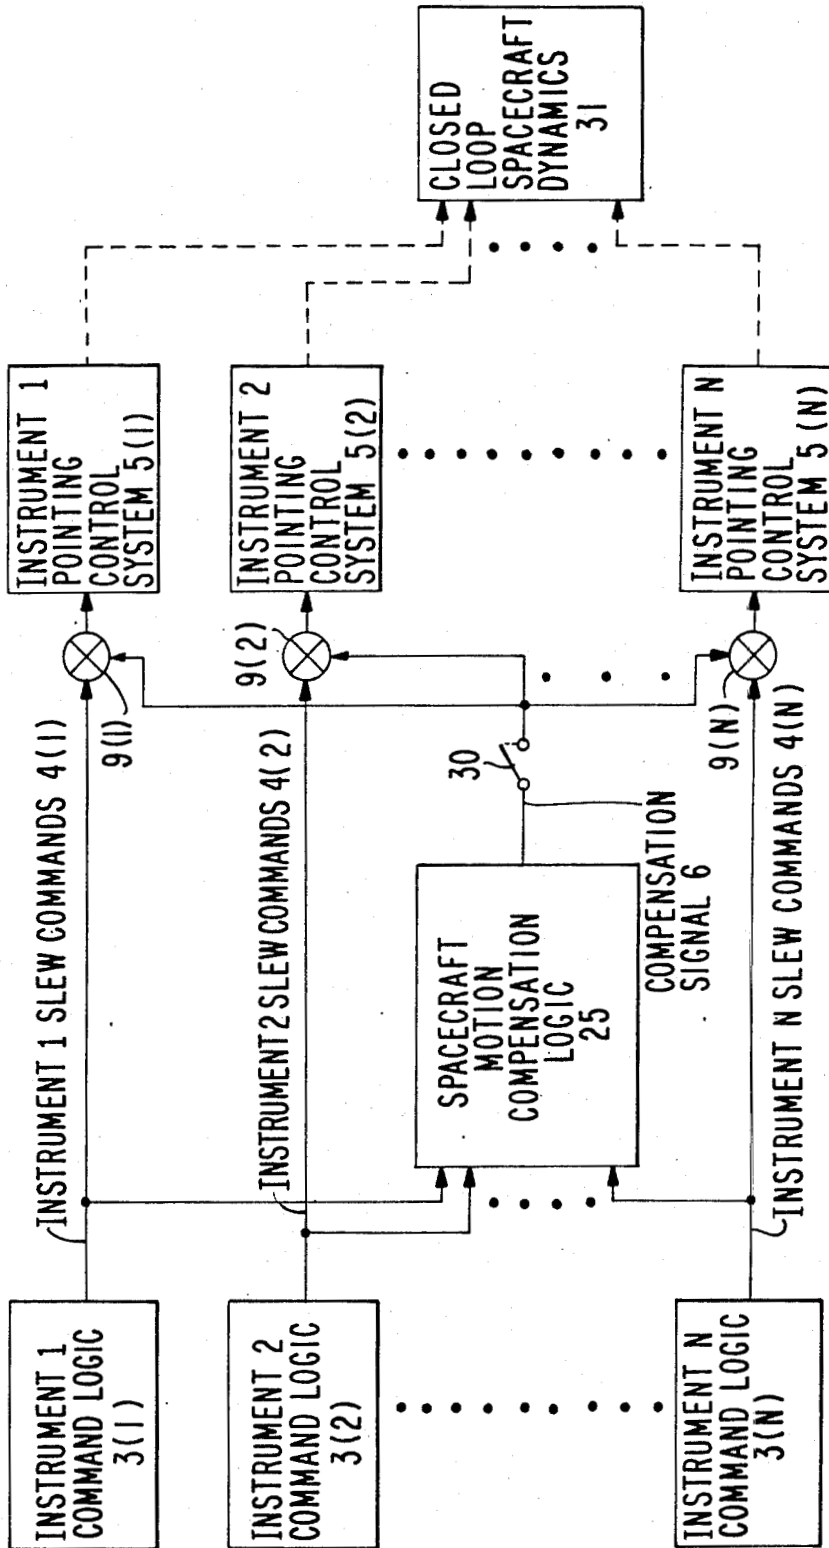 INSTRUMENT 1
COMMAND LOGIC
3(1)
INSTRUMENT 1 SLEW COMMANDS 4(1)
9(1)
INSTRUMENT 1
POINTING
CONTROL
SYSTEM 5(1)
INSTRUMENT 2
COMMAND LOGIC
3(2)
INSTRUMENT 2 SLEW COMMANDS 4(2)
9(2)
INSTRUMENT 2
POINTING
CONTROL
SYSTEM 5(2)
CLOSED
LOOP
SPACECRAFT
DYNAMICS
31
SPACECRAFT
MOTION
COMPENSATION
LOGIC
25
30
COMPENSATION
SIGNAL 6
INSTRUMENT N
COMMAND LOGIC
3(N)
INSTRUMENT N SLEW COMMANDS 4(N)
9(N)
INSTRUMENT N
POINTING
CONTROL
SYSTEM 5(N)